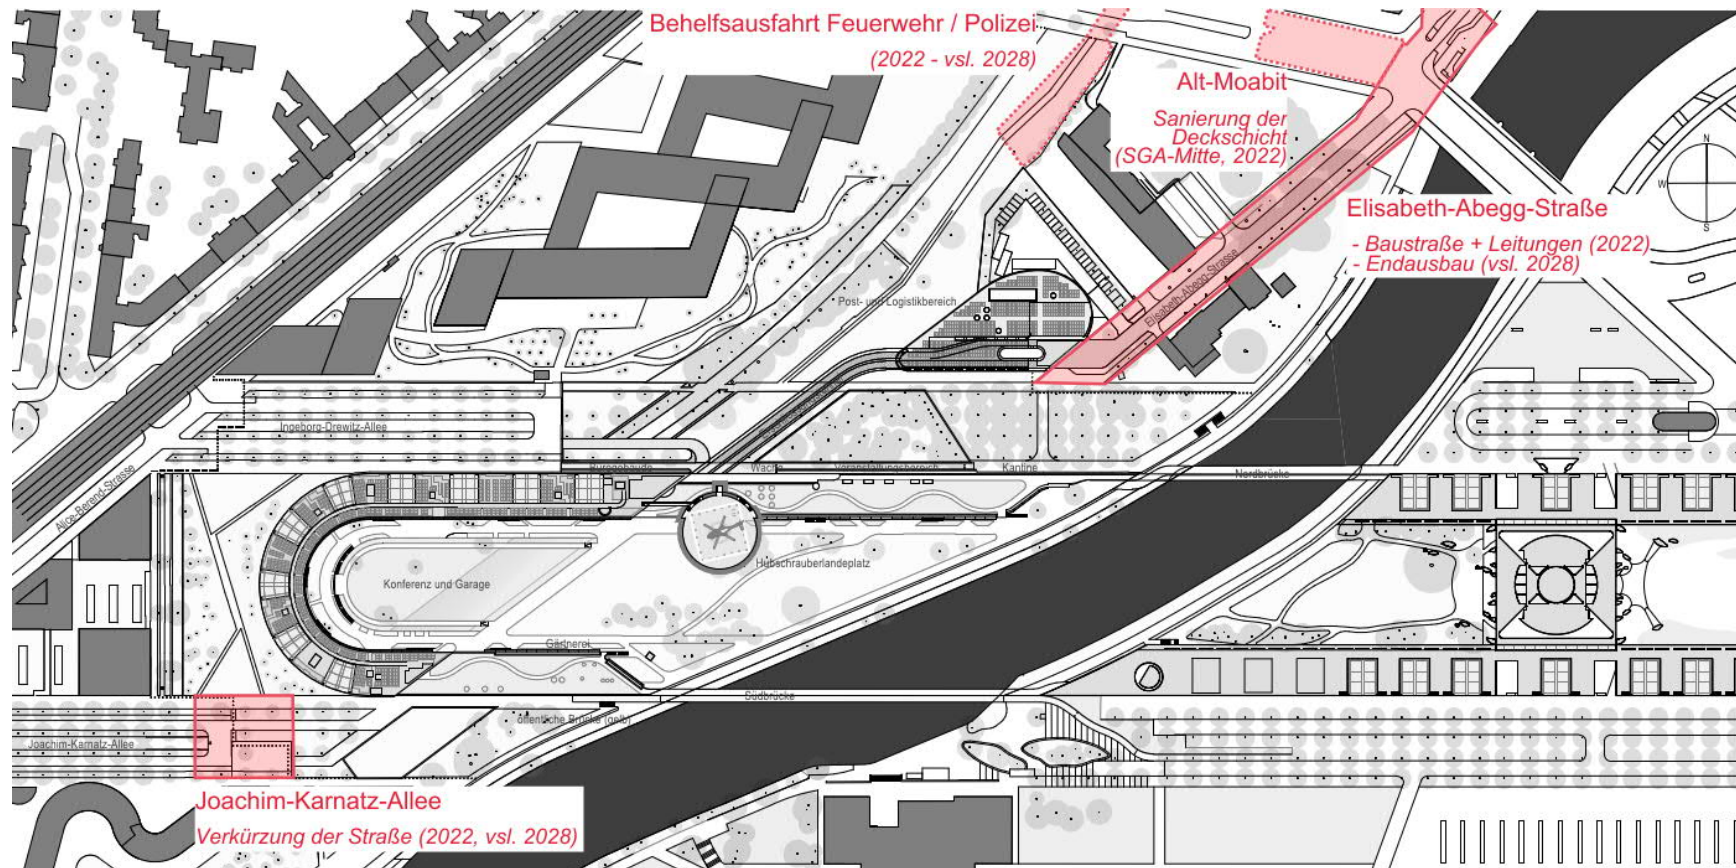 Behelfsausfahrt Feuerwehr / Polizei
(2022 - vsl. 2028)
Alt-Moabit
Sanierung der
Deckschicht
(SGA-Mitte, 2022)
N
W
S
Elisabeth-Abegg-Straße
- Baustraße + Leitungen (2022)
- Endausbau (vsl. 2028)
Elisabeth-Abegg-Strasse
Post- und Logistikbereich
Ingeborg-Drewitz-Allee
Alice-Berend-Strasse
Bürogebäude
Wache
Veranstaltungsbereich
Kantine
Nordbrücke
Hubschrauberlandeplatz
Konferenz und Garage
Gärtnerei
Südbrücke
öffentliche Brücke (gelb)
Joachim-Karnatz-Allee
Joachim-Karnatz-Allee
Verkürzung der Straße (2022, vsl. 2028)